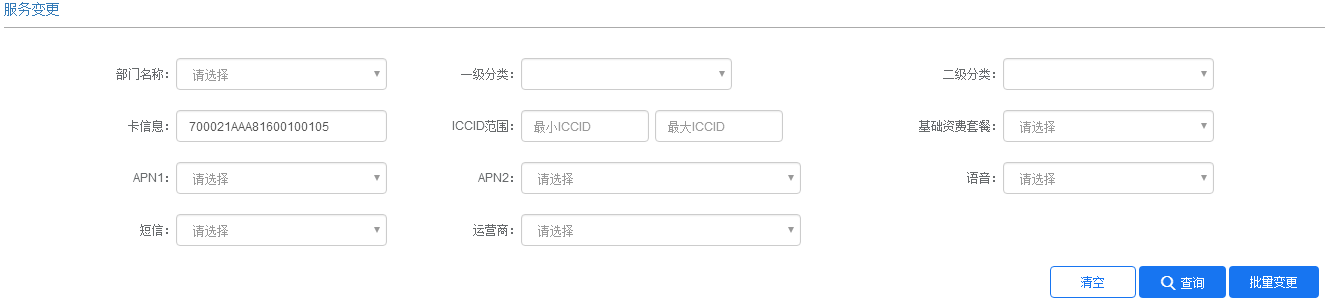 服务变更
部门名称： 请选择 一级分类： 二级分类：
卡信息： 700021AAA81600100105 ICCID范围： 最小ICCID 最大ICCID 基础资费套餐： 请选择
APN1： 请选择 APN2： 请选择 语音： 请选择
短信： 请选择 运营商： 请选择
清空 查询 批量变更